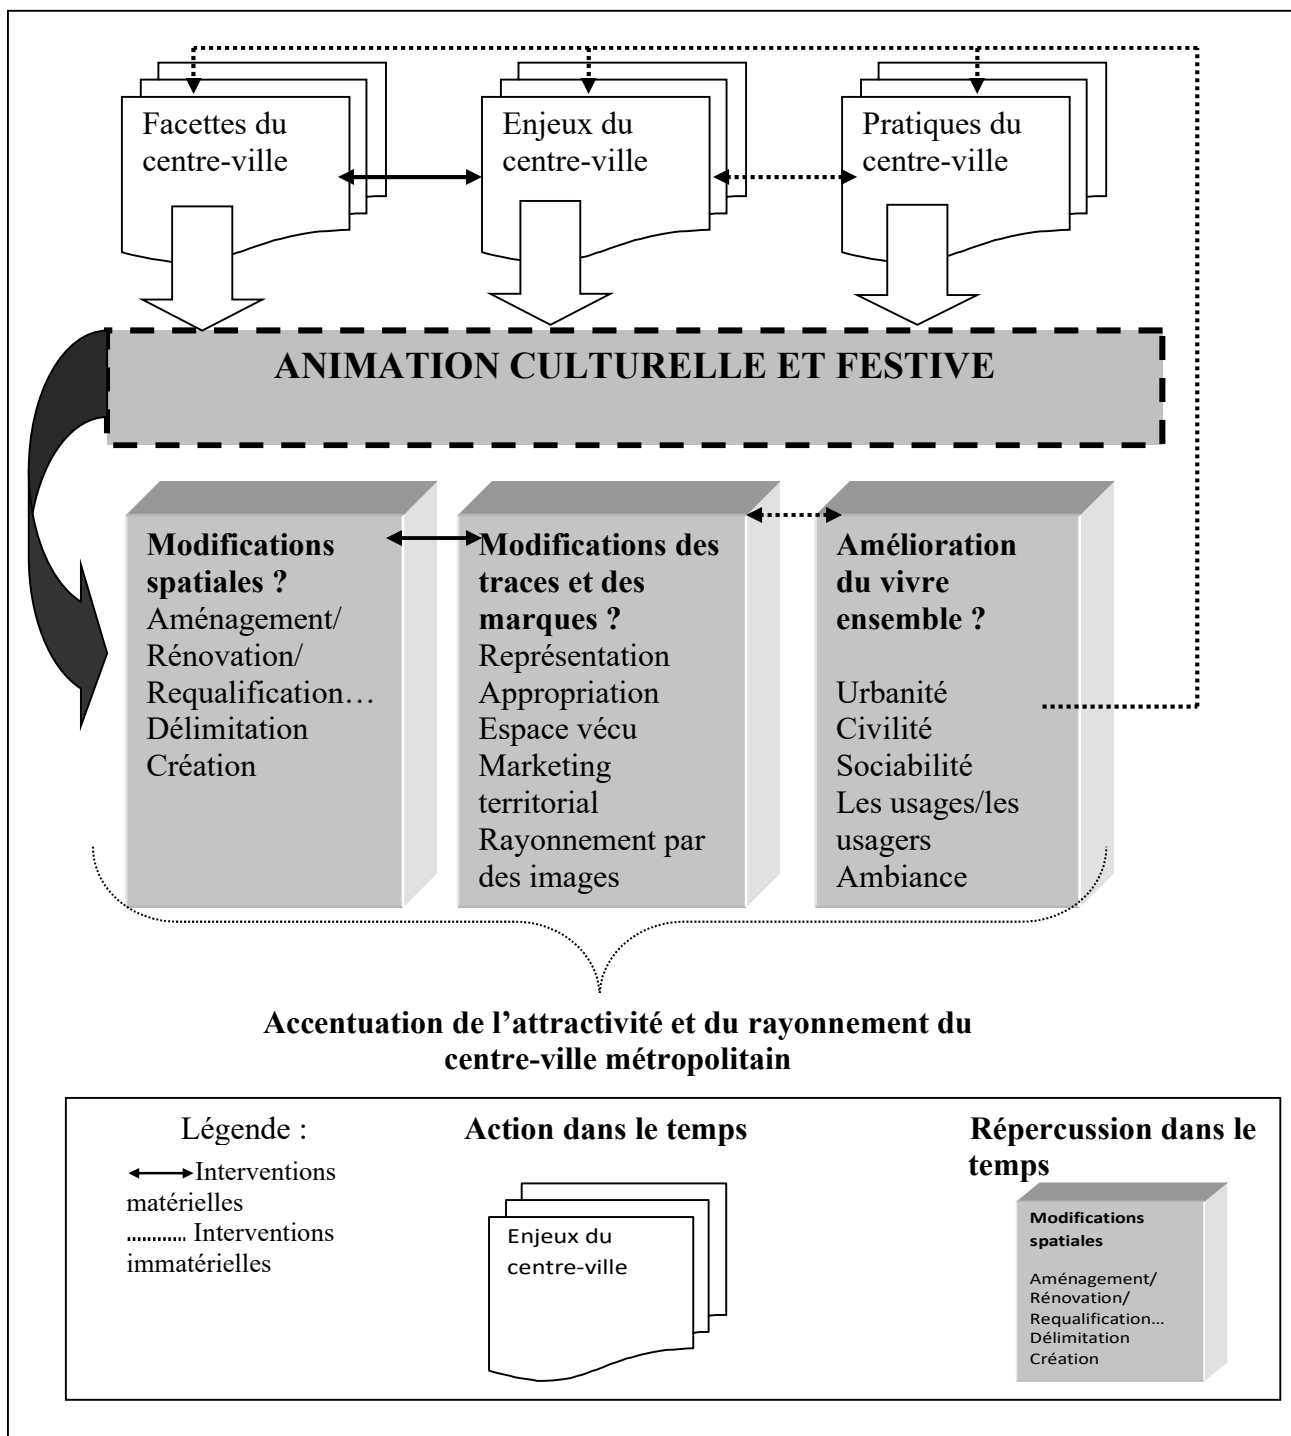 Facettes du
centre-ville
Enjeux du
centre-ville
Pratiques du
centre-ville
ANIMATION CULTURELLE ET FESTIVE
Modifications
spatiales ?
Aménagement/
Rénovation/
Requalification…
Délimitation
Création
Modifications des
traces et des
marques ?
Représentation
Appropriation
Espace vécu
Marketing
territorial
Rayonnement par
des images
Amélioration
du vivre
ensemble ?
Urbanité
Civilité
Sociabilité
Les usages/les
usagers
Ambiance
Accentuation de l’attractivité et du rayonnement du
centre-ville métropolitain
Légende :
Interventions
matérielles
Interventions
immatérielles
Action dans le temps
Enjeux du
centre-ville
Répercussion dans le
temps
Modifications
spatiales
Aménagement/
Rénovation/
Requalification…
Délimitation
Création